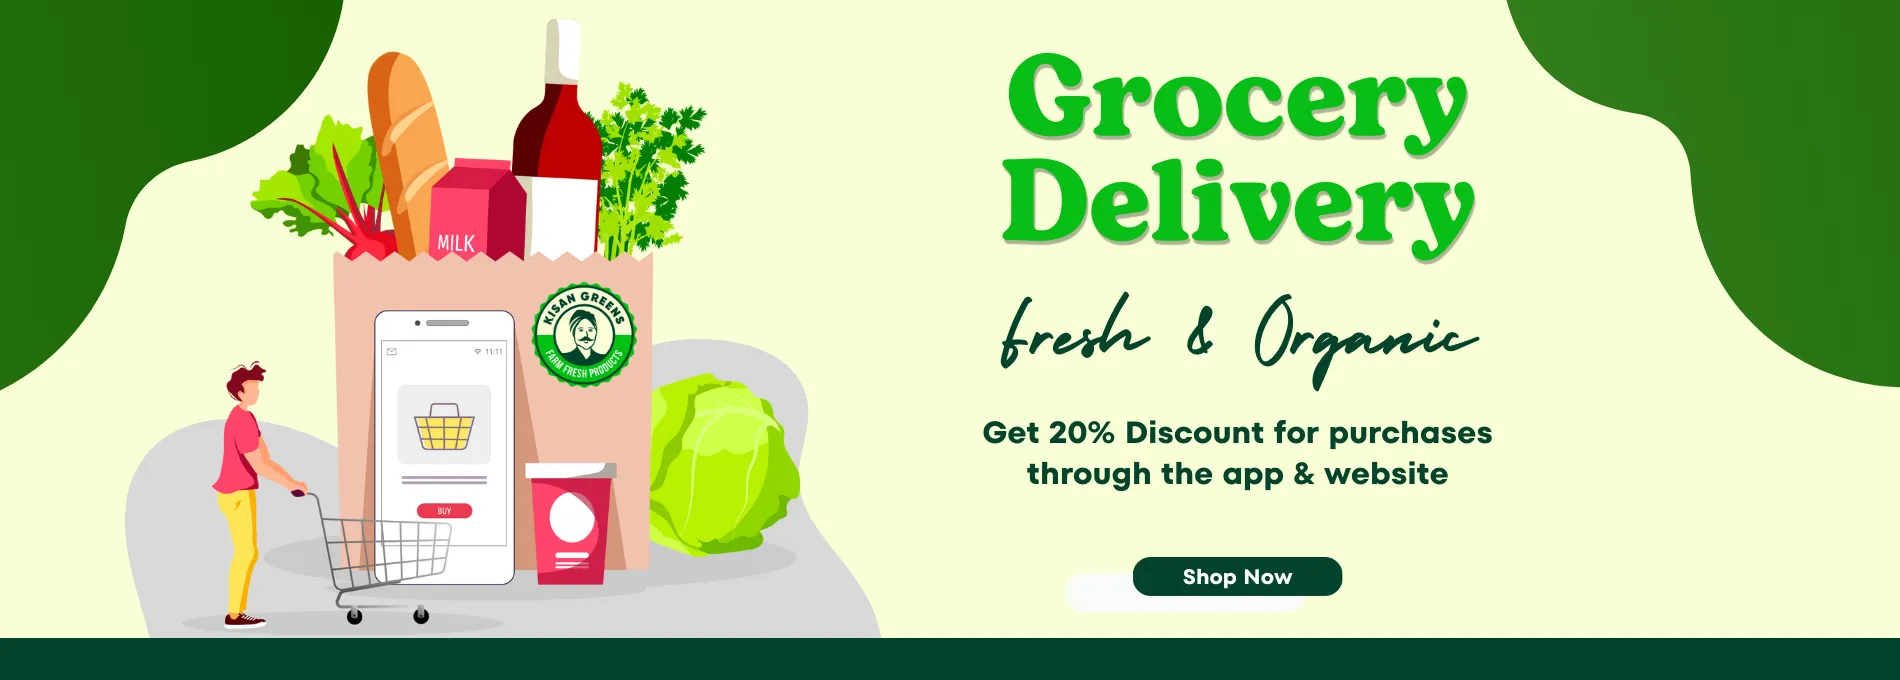 Grocery
Delivery
fresh & Organic
Get 20% Discount for purchases
through the app & website
Shop Now
MILK
KISAN GREENS
FARM FRESH PRODUCTS
11:11
BUY